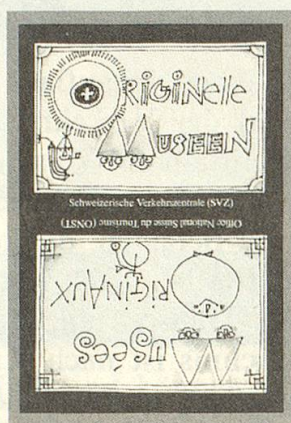 ORIGINelle
MUSEEN
Schweizerische Verkehrszentrale (SVZ)
Office National Suisse du Tourisme (ONST)
MUSées
ORIGINAUX